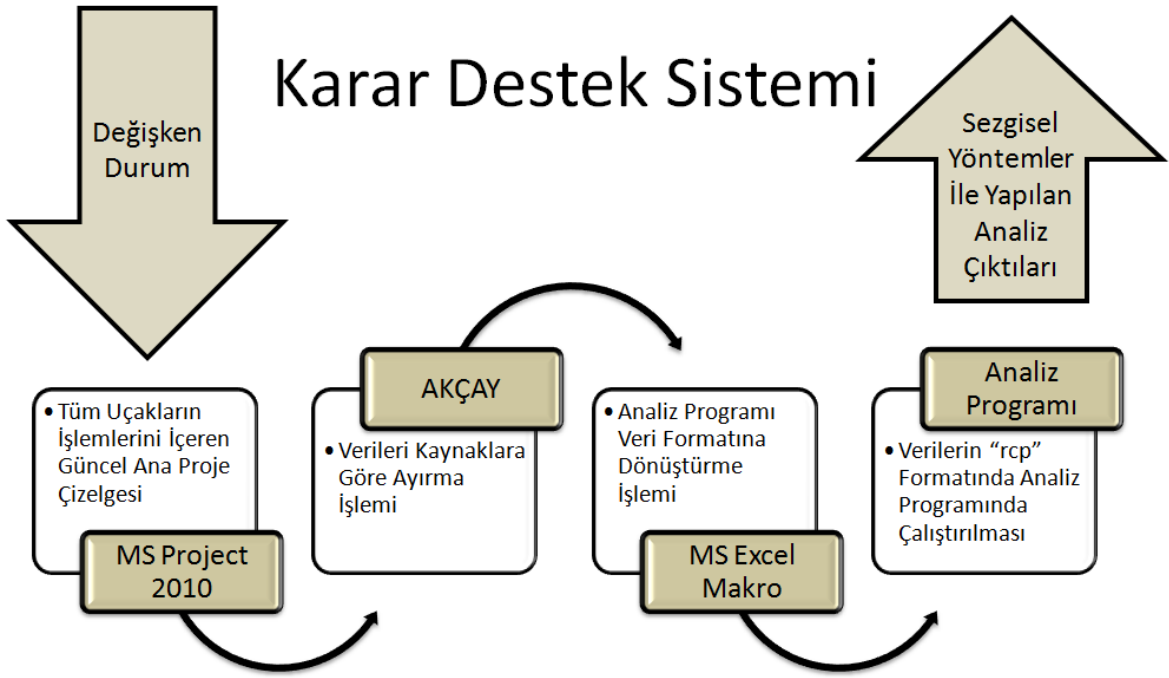 Karar Destek Sistemi
Değişken
Durum
Sezgisel
Yöntemler
İle Yapılan
Analiz
Çıktıları
• Tüm Uçakların
İşlemlerini İçeren
Güncel Ana Proje
Çizelgesi
MS Project
2010
AKÇAY
• Verileri Kaynaklara
Göre Ayırma
İşlemi
• Analiz Programı
Veri Formatına
Dönüştürme
İşlemi
MS Excel
Makro
Analiz
Programı
• Verilerin “rcp”
Formatında Analiz
Programında
Çalıştırılması